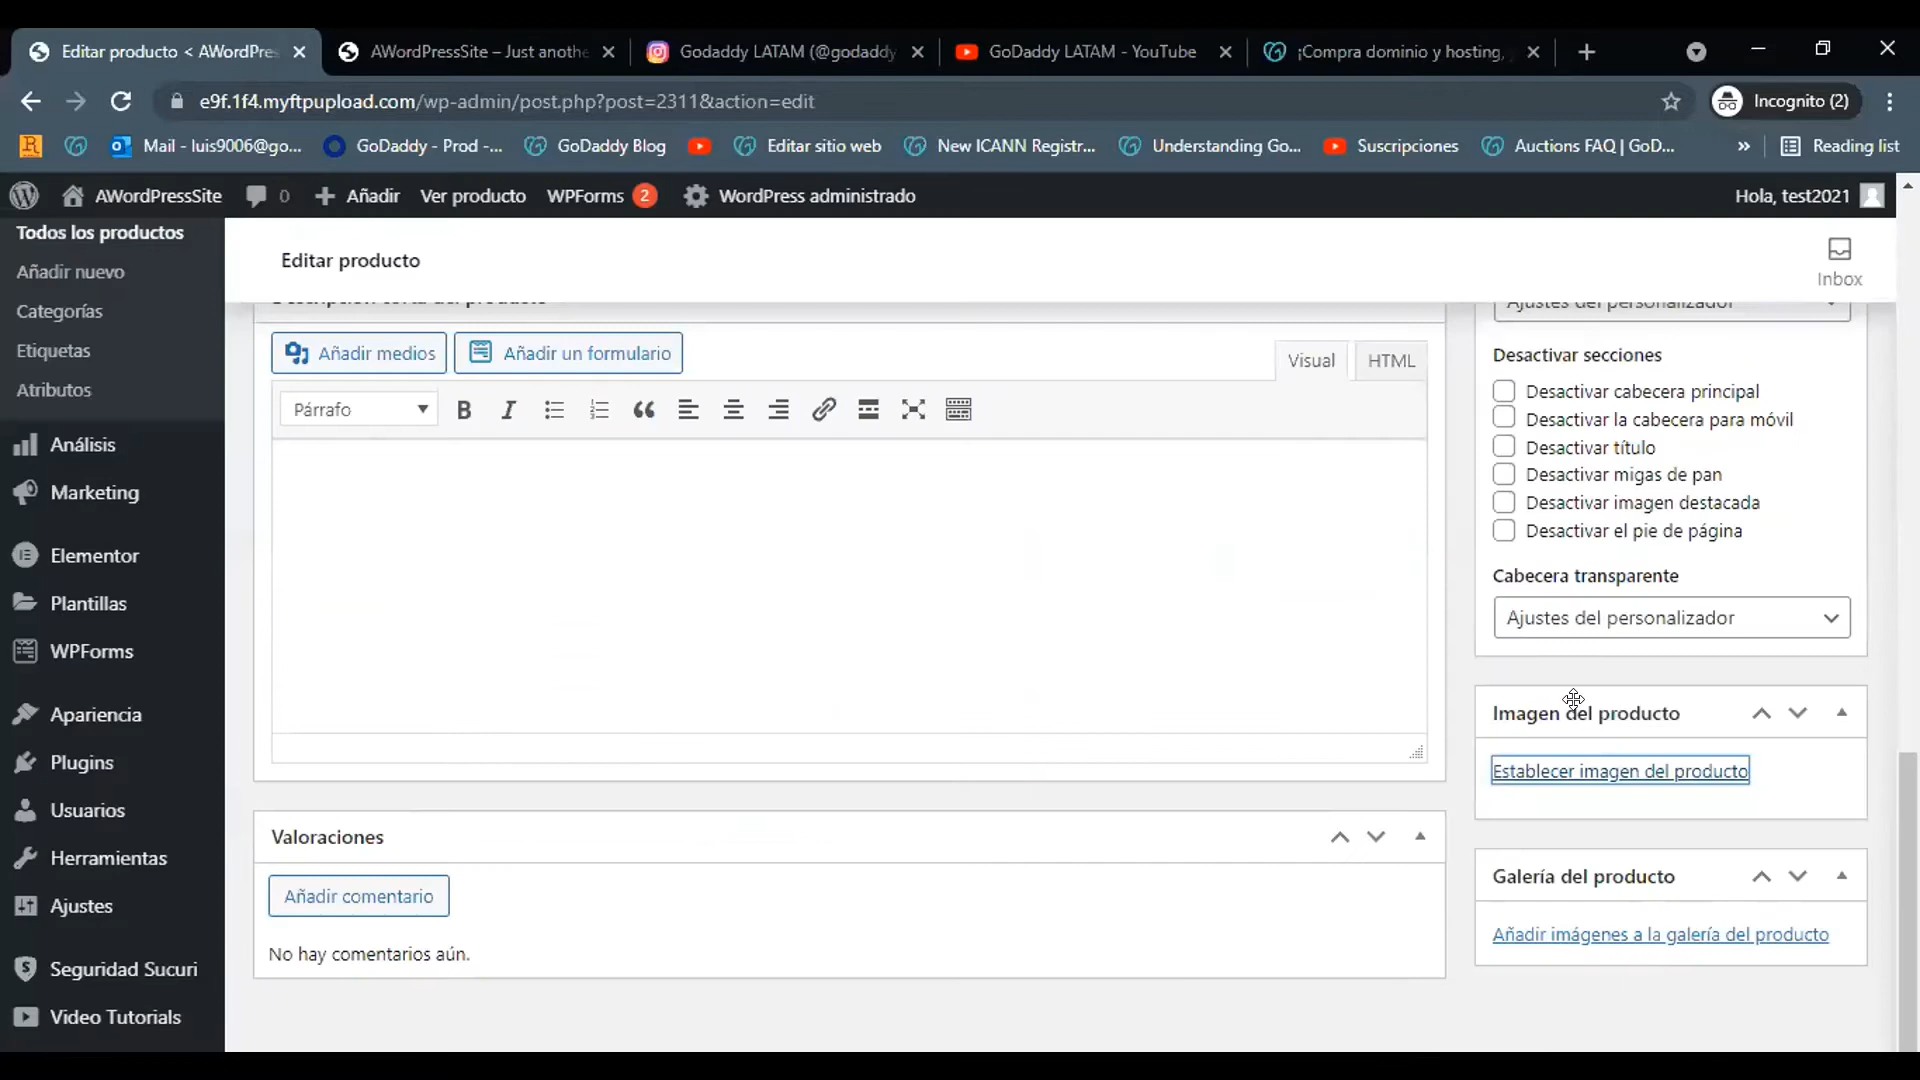 Editar producto < AWordPres
AWordPressSite – Just anothe
Godaddy LATAM (@godaddy
GoDaddy LATAM - YouTube
¡Compra dominio y hosting,
e9f.1f4.myftpupload.com/wp-admin/post.php?post=2311&action=edit
Incognito (2)
Mail - luis9006@go...
GoDaddy - Prod -...
GoDaddy Blog
Editar sitio web
New ICANN Registr...
Understanding Go...
Suscripciones
Auctions FAQ | GoD...
»
Reading list
AWordPressSite
0
Añadir
Ver producto
WPForms 2
WordPress administrado
Hola, test2021
Todos los productos
Añadir nuevo
Categorías
Etiquetas
Atributos
Análisis
Marketing
Elementor
Plantillas
WPForms
Apariencia
Plugins
Usuarios
Herramientas
Ajustes
Seguridad Sucuri
Video Tutorials
Editar producto
Inbox
Descripción corta del producto
Añadir medios
Añadir un formulario
Visual
HTML
Párrafo
Valoraciones
Añadir comentario
No hay comentarios aún.
Ajustes del personalizador
Desactivar secciones
Desactivar cabecera principal
Desactivar la cabecera para móvil
Desactivar título
Desactivar migas de pan
Desactivar imagen destacada
Desactivar el pie de página
Cabecera transparente
Ajustes del personalizador
Imagen del producto
Establecer imagen del producto
Galería del producto
Añadir imágenes a la galería del producto